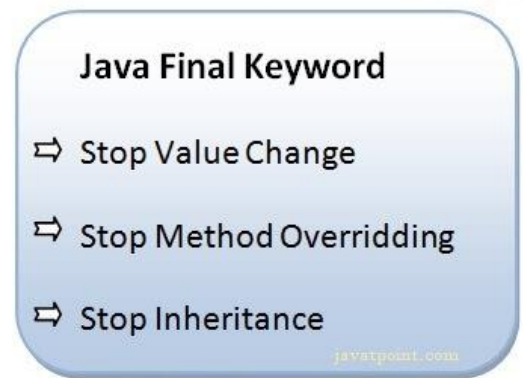 Java Final Keyword
⇨ Stop Value Change
⇨ Stop Method Overridding
⇨ Stop Inheritance
javatpoint.com